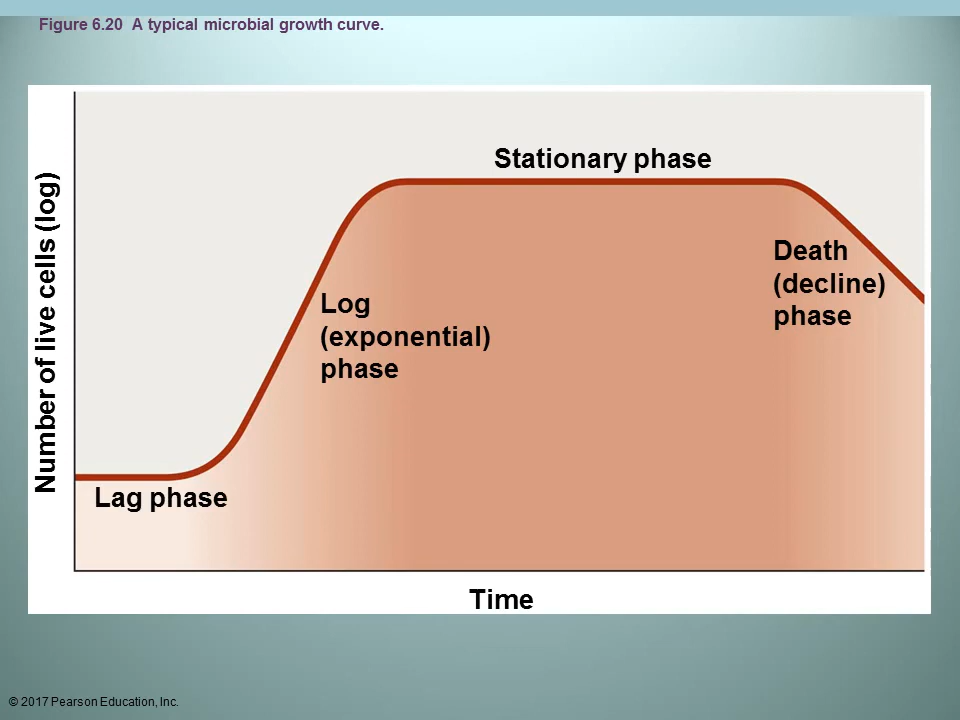 Figure 6.20 A typical microbial growth curve.
Number of live cells (log)
Stationary phase
Death
(decline)
phase
Log
(exponential)
phase
Lag phase
Time
© 2017 Pearson Education, Inc.